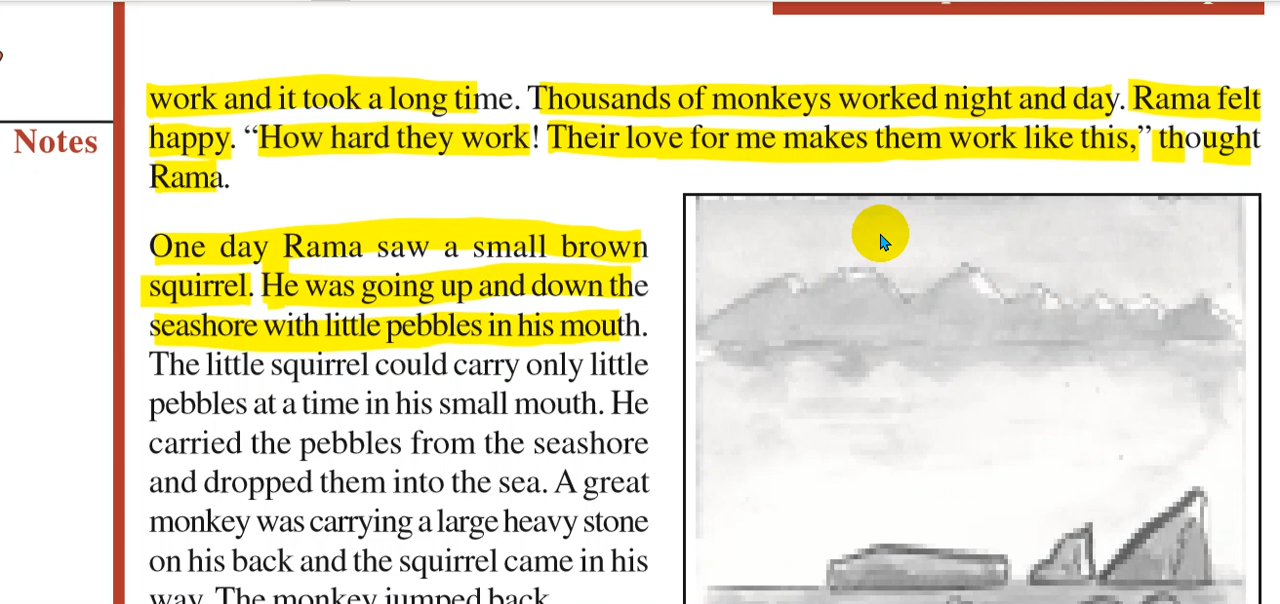 work and it took a long time. Thousands of monkeys worked night and day. Rama felt
Notes
happy. “How hard they work! Their love for me makes them work like this,” thought
Rama.
One day Rama saw a small brown
squirrel. He was going up and down the
seashore with little pebbles in his mouth.
The little squirrel could carry only little
pebbles at a time in his small mouth. He
carried the pebbles from the seashore
and dropped them into the sea. A great
monkey was carrying a large heavy stone
on his back and the squirrel came in his
way. The monkey jumped back.